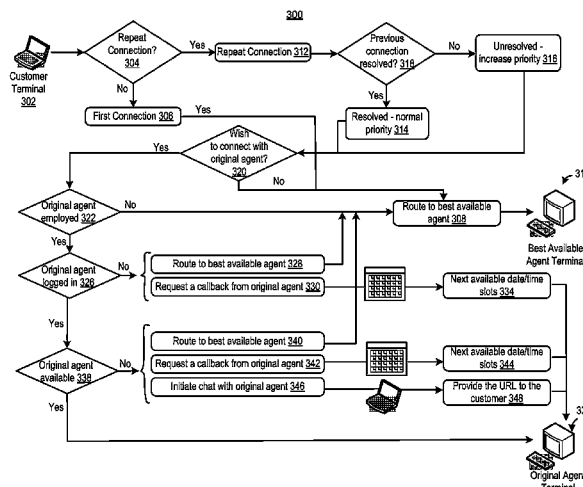 300
Repeat
Connection?
304
Yes
Repeat Connection 312
Previous
connection
resolved? 318
No
Unresolved -
increase priority 316
Customer
Terminal
302
No
Yes
First Connection 306
Yes
Resolved - normal
priority 314
Wish
to connect with
original agent?
320
Yes
No
Original agent
employed 322
No
Route to best available
agent 308
31
Best Available
Agent Terminal
Yes
Original agent
logged in 326
No
Route to best available agent 328
Request a callback from original agent 330
Next available date/time
slots 334
Yes
Route to best available agent 340
Original agent
available 338
No
Request a callback from original agent 342
Next available date/time
slots 344
Initiate chat with original agent 346
Provide the URL to the
customer 348
Yes
32
Original Agent
Terminal